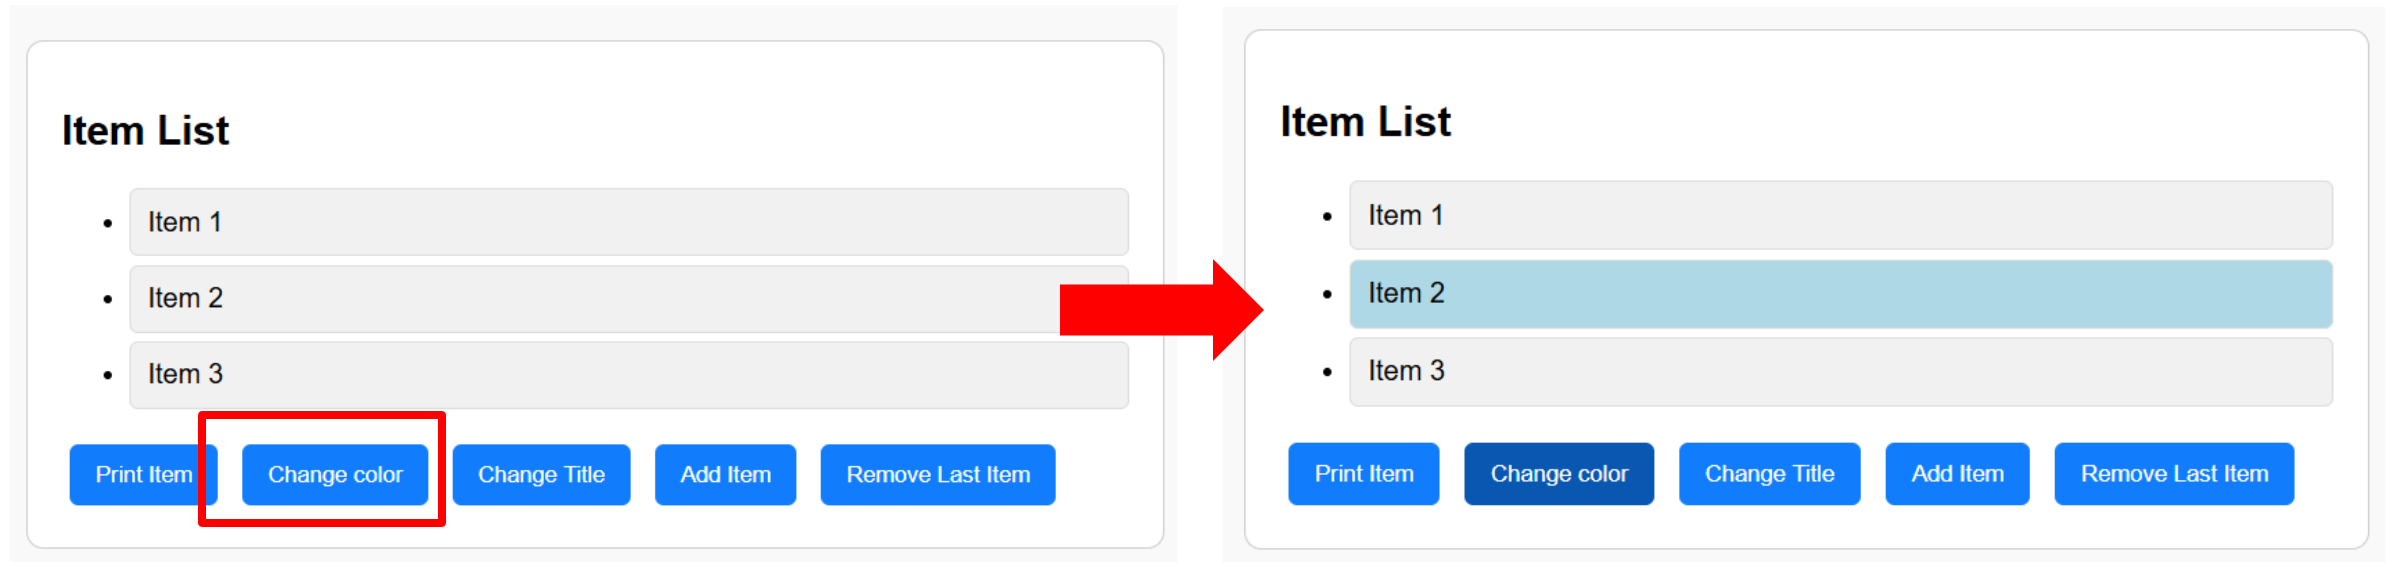 Item List
Item 1
Item 2
Item 3
Print Item
Change color
Change Title
Add Item
Remove Last Item
Item List
Item 1
Item 2
Item 3
Print Item
Change color
Change Title
Add Item
Remove Last Item